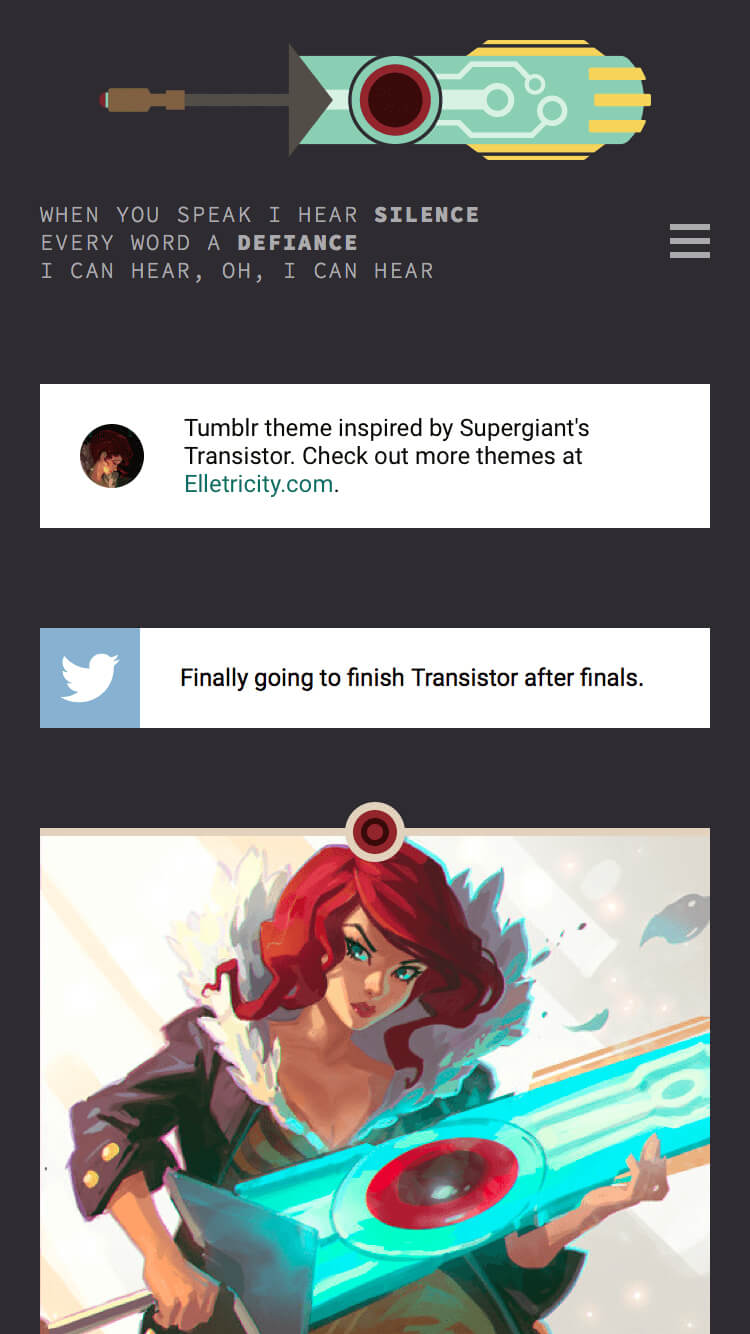 WHEN YOU SPEAK I HEAR SILENCE
EVERY WORD A DEFIANCE
I CAN HEAR, OH, I CAN HEAR
Tumblr theme inspired by Supergiant's
Transistor. Check out more themes at
Elletricity.com.
Finally going to finish Transistor after finals.